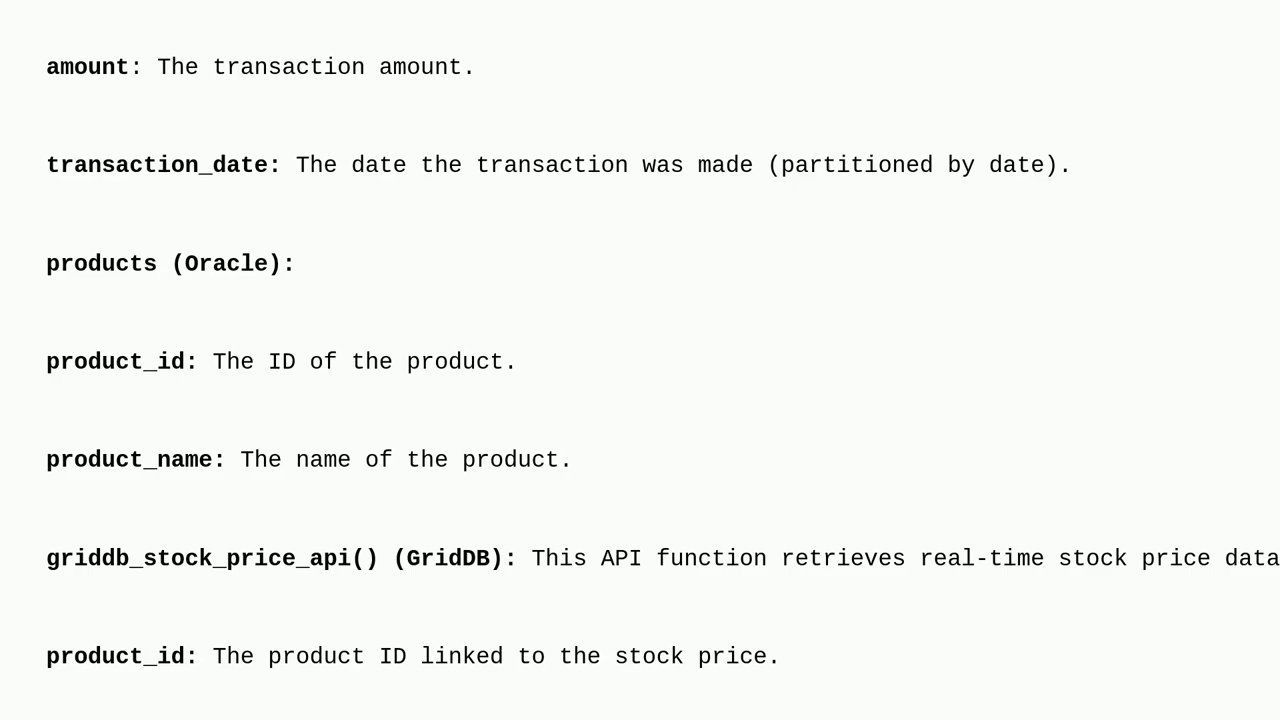 amount: The transaction amount.
transaction_date: The date the transaction was made (partitioned by date).
products (Oracle):
product_id: The ID of the product.
product_name: The name of the product.
griddb_stock_price_api() (GridDB): This API function retrieves real-time stock price data
product_id: The product ID linked to the stock price.